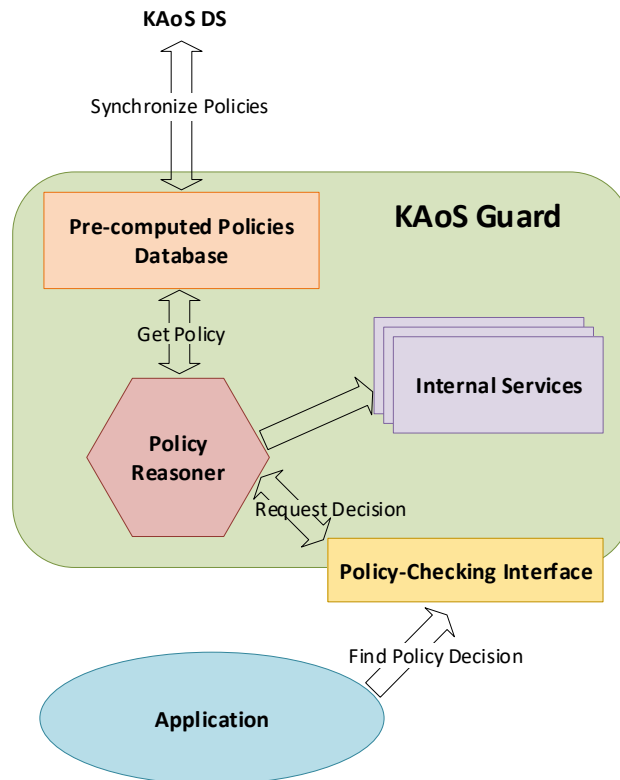 KAoS DS
Synchronize Policies
KAoS Guard
Pre-computed Policies
Database
Get Policy
Internal Services
Policy
Reasoner
Request Decision
Policy-Checking Interface
Find Policy Decision
Application